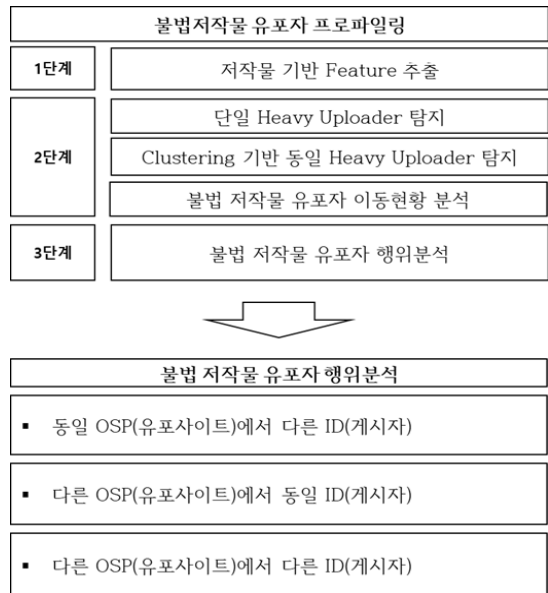 불법저작물 유포자 프로파일링
1단계
저작물 기반 Feature 추출
2단계
단일 Heavy Uploader 탐지
Clustering 기반 동일 Heavy Uploader 탐지
불법 저작물 유포자 이동현황 분석
3단계
불법 저작물 유포자 행위분석
불법 저작물 유포자 행위분석
▪ 동일 OSP(유포사이트)에서 다른 ID(게시자)
▪ 다른 OSP(유포사이트)에서 동일 ID(게시자)
▪ 다른 OSP(유포사이트)에서 다른 ID(게시자)